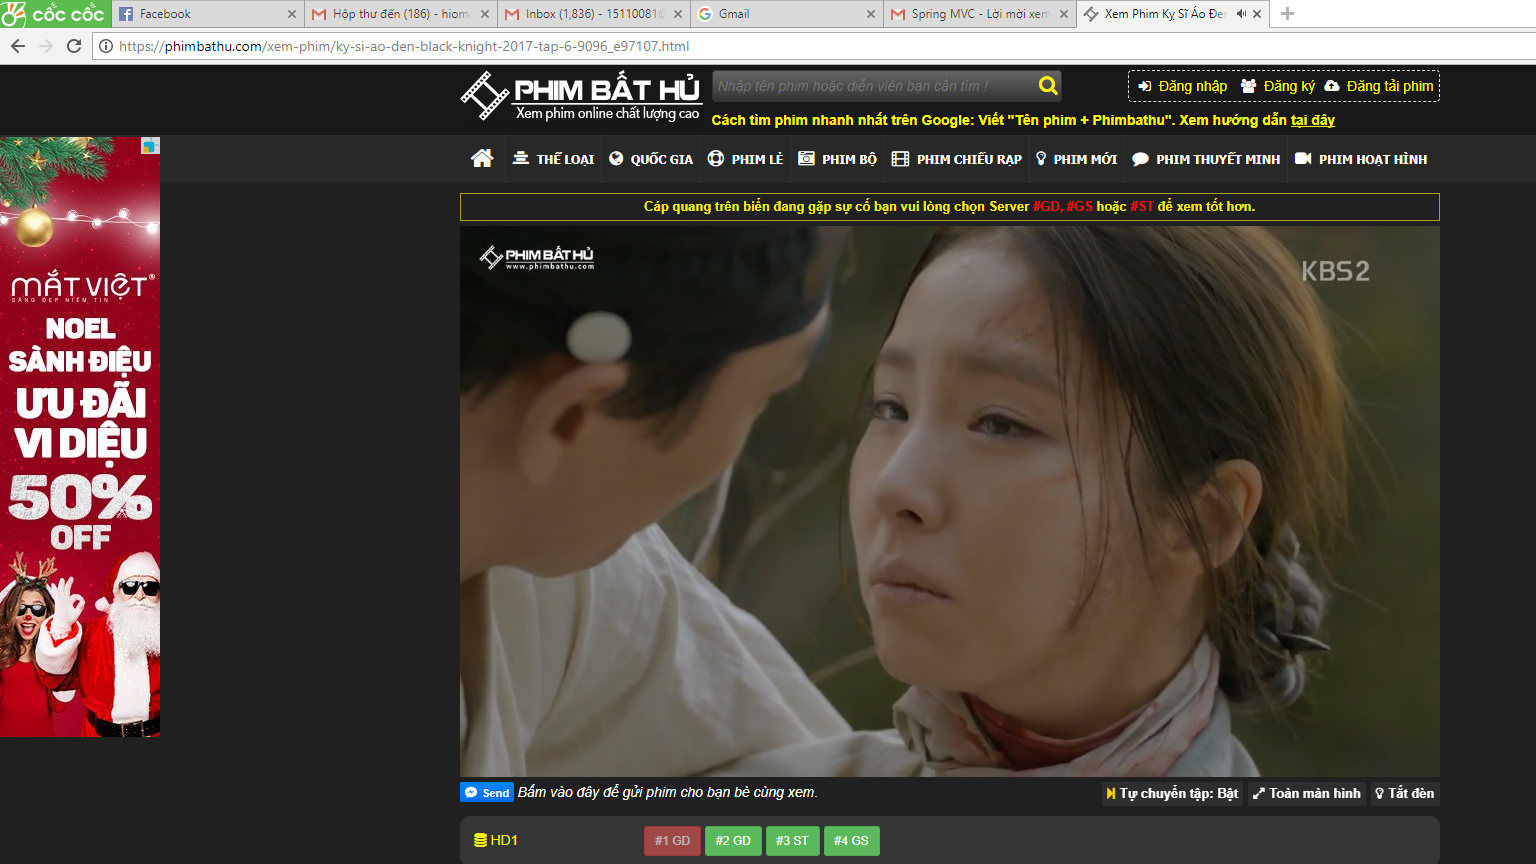 CỐC CỐC
Facebook
Hộp thư đến (186) - hiom
Inbox (1,836) - 15110081@
Gmail
Spring MVC - Lời mời xem
Xem Phim Kỵ Sĩ Áo Đen
https://phimbathu.com/xem-phim/ky-si-ao-den-black-knight-2017-tap-6-9096_e97107.html
PHIM BẤT HỦ
Xem phim online chất lượng cao
Nhập tên phim hoặc diễn viên bạn cần tìm !
Đăng nhập Đăng ký Đăng tải phim
Cách tìm phim nhanh nhất trên Google: Viết "Tên phim + Phimbathu". Xem hướng dẫn tại đây
THỂ LOẠI QUỐC GIA PHIM LẺ PHIM BỘ PHIM CHIẾU RẠP PHIM MỚI PHIM THUYẾT MINH PHIM HOẠT HÌNH
Cáp quang trên biển đang gặp sự cố bạn vui lòng chọn Server #GD, #GS hoặc #ST để xem tốt hơn.
PHIM BẤT HỦ
www.phimbathu.com
KBS2
MẮT VIỆT®
SÁNG ĐẸP NIỀM TIN
NOEL
SÀNH ĐIỆU
ƯU ĐÃI
VI DIỆU
50%
OFF
Send Bấm vào đây để gửi phim cho bạn bè cùng xem.
Tự chuyển tập: Bật Toàn màn hình Tắt đèn
HD1 #1 GD #2 GD #3 ST #4 GS